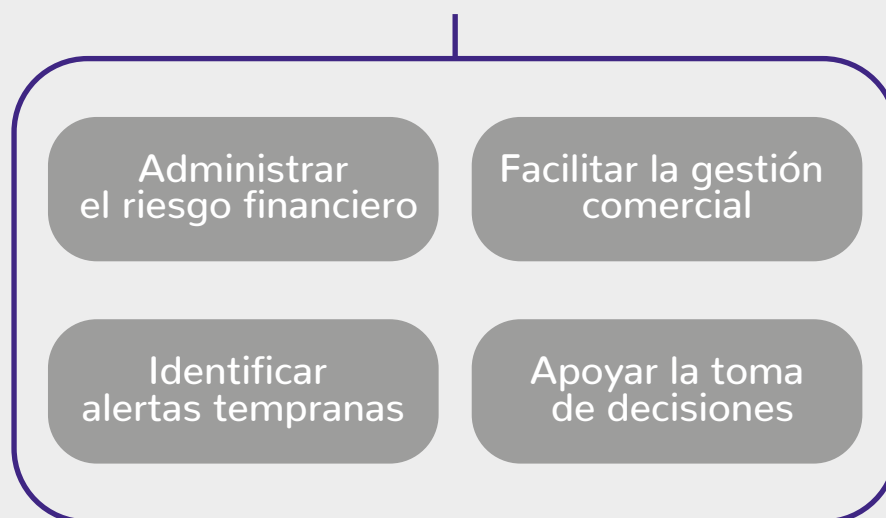 Administrar
el riesgo financiero
Facilitar la gestión
comercial
Identificar
alertas tempranas
Apoyar la toma
de decisiones